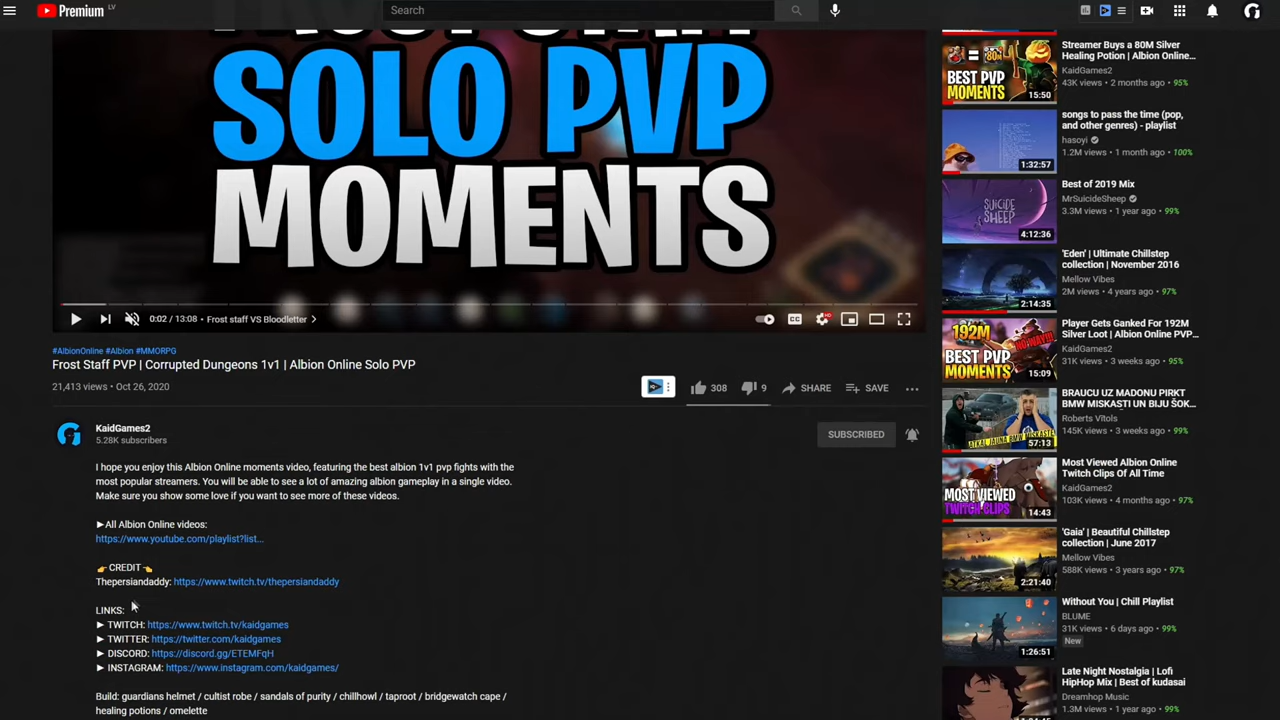 Premium LV
Search
SOLO PVP
MOMENTS
0:02 / 13:08 • Frost staff VS Bloodletter
CC
HD
#AlbionOnline #Albion #MMORPG
Frost Staff PVP | Corrupted Dungeons 1v1 | Albion Online Solo PVP
21,413 views • Oct 26, 2020
308
9
SHARE
SAVE
KaidGames2
5.28K subscribers
SUBSCRIBED
I hope you enjoy this Albion Online moments video, featuring the best albion 1v1 pvp fights with the
most popular streamers. You will be able to see a lot of amazing albion gameplay in a single video.
Make sure you show some love if you want to see more of these videos.
►All Albion Online videos:
https://www.youtube.com/playlist?list...
👉 CREDIT 👈
Thepersiandaddy: https://www.twitch.tv/thepersiandaddy
LINKS:
► TWITCH: https://www.twitch.tv/kaidgames
► TWITTER: https://twitter.com/kaidgames
► DISCORD: https://discord.gg/ETEMFqH
► INSTAGRAM: https://www.instagram.com/kaidgames/
Build: guardians helmet / cultist robe / sandals of purity / chillhowl / taproot / bridgewatch cape /
healing potions / omelette
80M
BEST PVP
MOMENTS
15:50
Streamer Buys a 80M Silver
Healing Potion | Albion Online...
KaidGames2
43K views • 2 months ago • 95%
1:32:57
songs to pass the time (pop,
and other genres) - playlist
hasoyi
1.2M views • 1 month ago • 100%
SUICIDE
SHEEP
4:12:36
Best of 2019 Mix
MrSuicideSheep
3.3M views • 1 year ago • 99%
2:14:35
'Eden' | Ultimate Chillstep
collection | November 2016
Mellow Vibes
2M views • 4 years ago • 97%
192M
NO WAY!!!
BEST PVP
MOMENTS
15:09
Player Gets Ganked For 192M
Silver Loot | Albion Online PVP...
KaidGames2
31K views • 3 weeks ago • 95%
ATKAL JAUNA BMW MISKASTE!
57:13
BRAUCU UZ MADONU PIRKT
BMW MISKASTI UN BIJU ŠOK...
Roberts Vītols
145K views • 3 weeks ago • 99%
MOST VIEWED
TWITCH CLIPS
14:43
Most Viewed Albion Online
Twitch Clips Of All Time
KaidGames2
103K views • 4 months ago • 97%
2:21:40
'Gaia' | Beautiful Chillstep
collection | June 2017
Mellow Vibes
588K views • 3 years ago • 97%
1:26:51
Without You | Chill Playlist
BLUME
31K views • 6 days ago • 99%
New
Late Night Nostalgia | Lofi
HipHop Mix | Best of kudasai
Dreamhop Music
1.3M views • 1 year ago • 99%